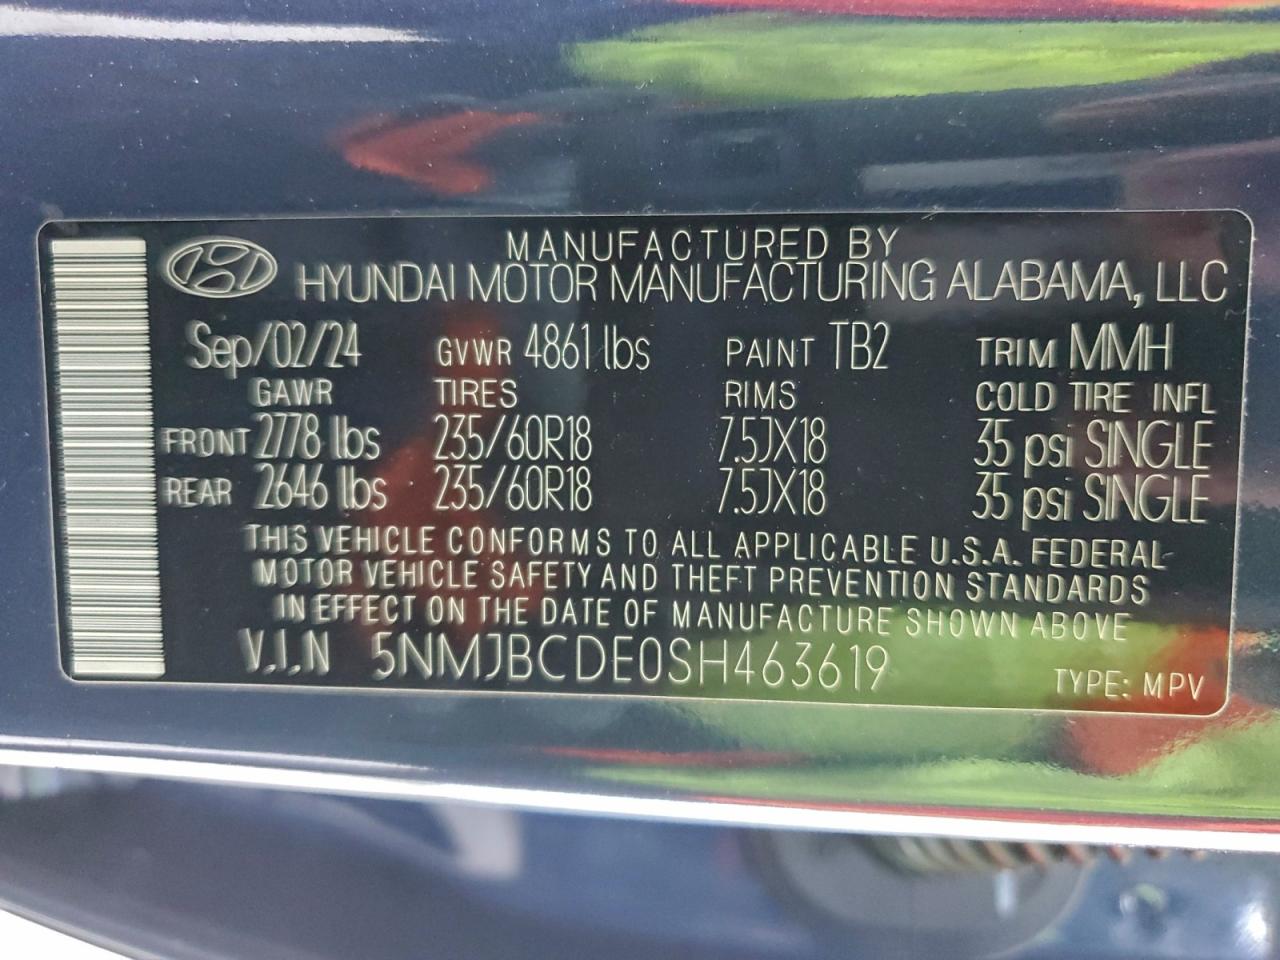 MANUFACTURED BY
HYUNDAI MOTOR MANUFACTURING ALABAMA, LLC
Sep/02/24 GVWR 4861 lbs PAINT TB2 TRIM MMH
GAWR TIRES RIMS COLD TIRE INFL
FRONT 2778 lbs 235/60R18 7.5JX18 35 psi SINGLE
REAR 2646 lbs 235/60R18 7.5JX18 35 psi SINGLE
THIS VEHICLE CONFORMS TO ALL APPLICABLE U.S.A. FEDERAL
MOTOR VEHICLE SAFETY AND THEFT PREVENTION STANDARDS
IN EFFECT ON THE DATE OF MANUFACTURE SHOWN ABOVE
V.I.N 5NMJBCDE0SH463619
TYPE: MPV